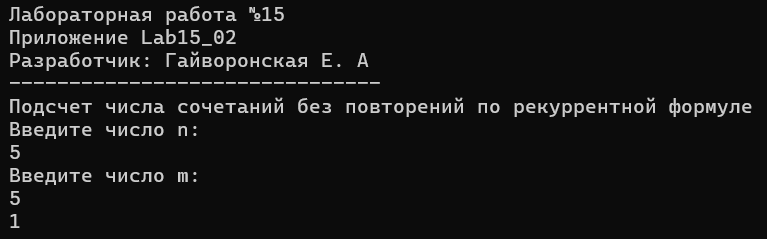 Лабораторная работа №15
Приложение Lab15_02
Разработчик: Гайворонская Е. А
-------------------------------
Подсчет числа сочетаний без повторений по рекуррентной формуле
Введите число n:
5
Введите число m:
5
1